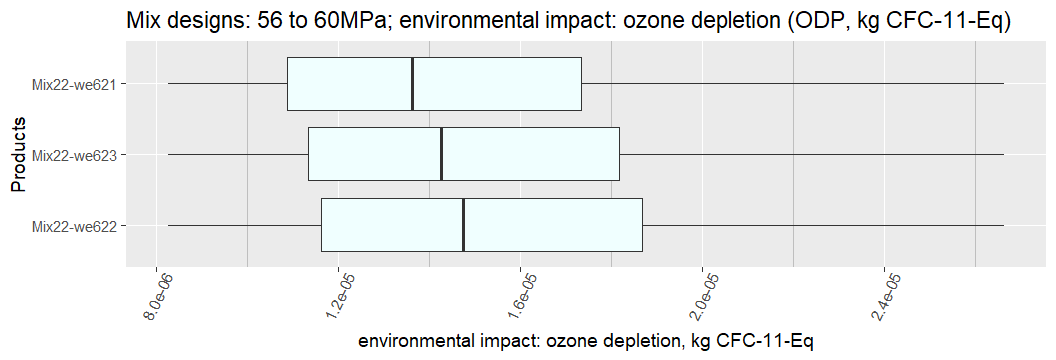 Mix designs: 56 to 60MPa; environmental impact: ozone depletion (ODP, kg CFC-11-Eq)
Products
Mix22-we621
Mix22-we623
Mix22-we622
8.0e-06
1.2e-05
1.6e-05
2.0e-05
2.4e-05
environmental impact: ozone depletion, kg CFC-11-Eq